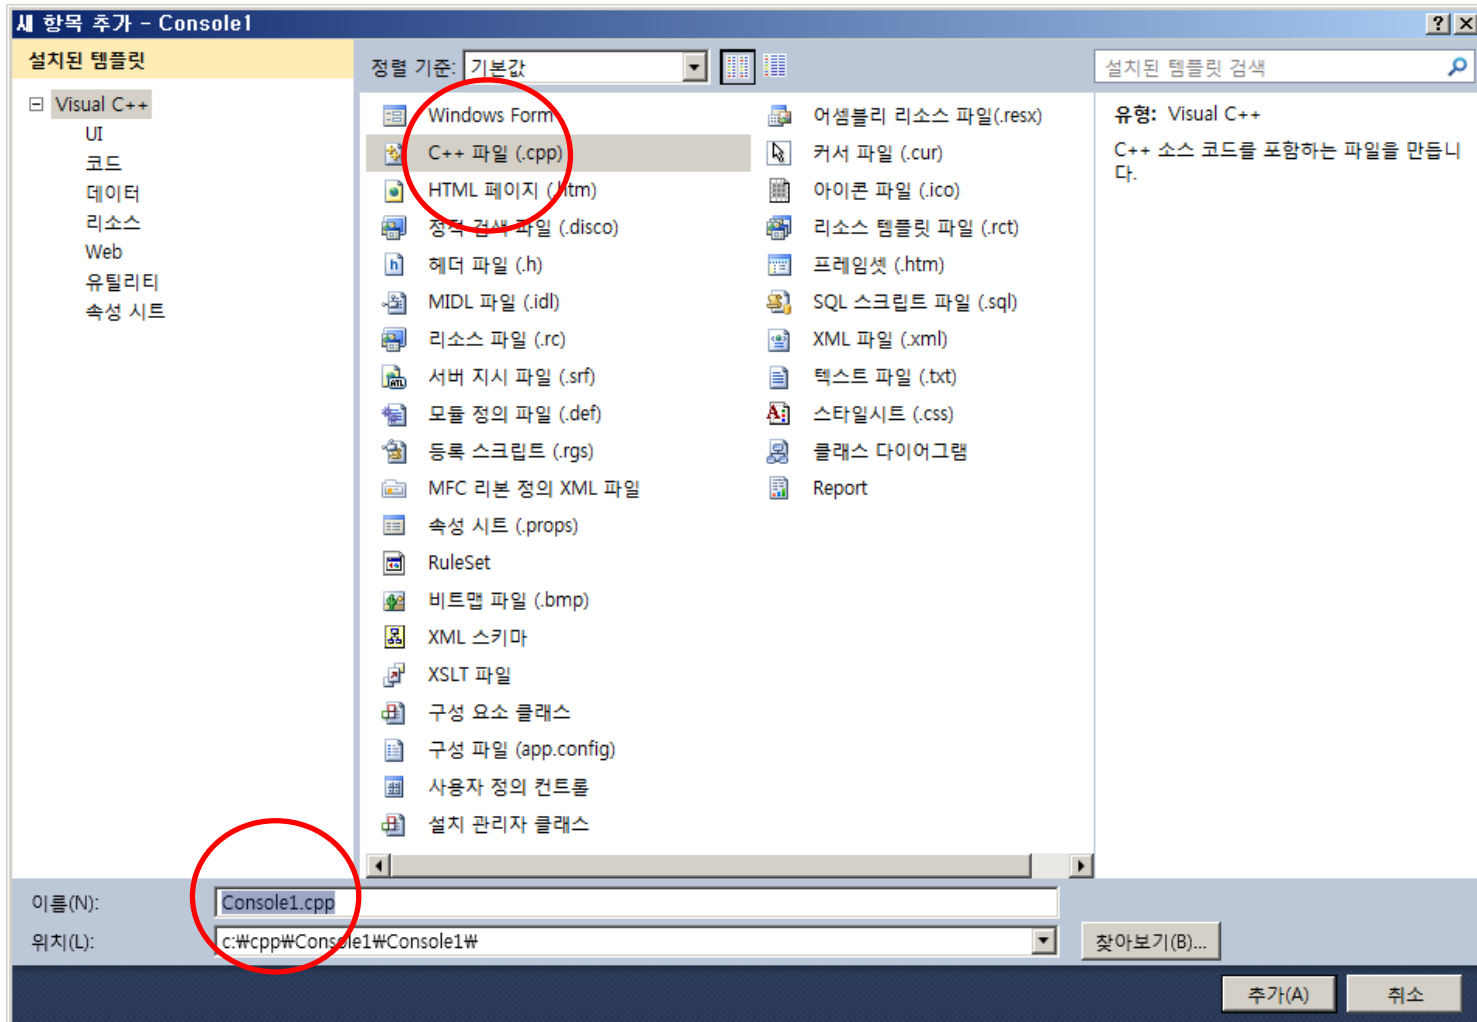 새 항목 추가 - Console1
설치된 템플릿
정렬 기준: 기본값
설치된 템플릿 검색
Visual C++
UI
코드
데이터
리소스
Web
유틸리티
속성 시트
Windows Form
C++ 파일 (.cpp)
HTML 페이지 (.htm)
정적 검색 파일 (.disco)
헤더 파일 (.h)
MIDL 파일 (.idl)
리소스 파일 (.rc)
서버 지시 파일 (.srf)
모듈 정의 파일 (.def)
등록 스크립트 (.rgs)
MFC 리본 정의 XML 파일
속성 시트 (.props)
RuleSet
비트맵 파일 (.bmp)
XML 스키마
XSLT 파일
구성 요소 클래스
구성 파일 (app.config)
사용자 정의 컨트롤
설치 관리자 클래스
어셈블리 리소스 파일(.resx)
커서 파일 (.cur)
아이콘 파일 (.ico)
리소스 템플릿 파일 (.rct)
프레임셋 (.htm)
SQL 스크립트 파일 (.sql)
XML 파일 (.xml)
텍스트 파일 (.txt)
스타일시트 (.css)
클래스 다이어그램
Report
유형: Visual C++
C++ 소스 코드를 포함하는 파일을 만듭니
다.
이름(N): Console1.cpp
위치(L): c:₩cpp₩Console1₩Console1₩
찾아보기(B)...
추가(A) 취소